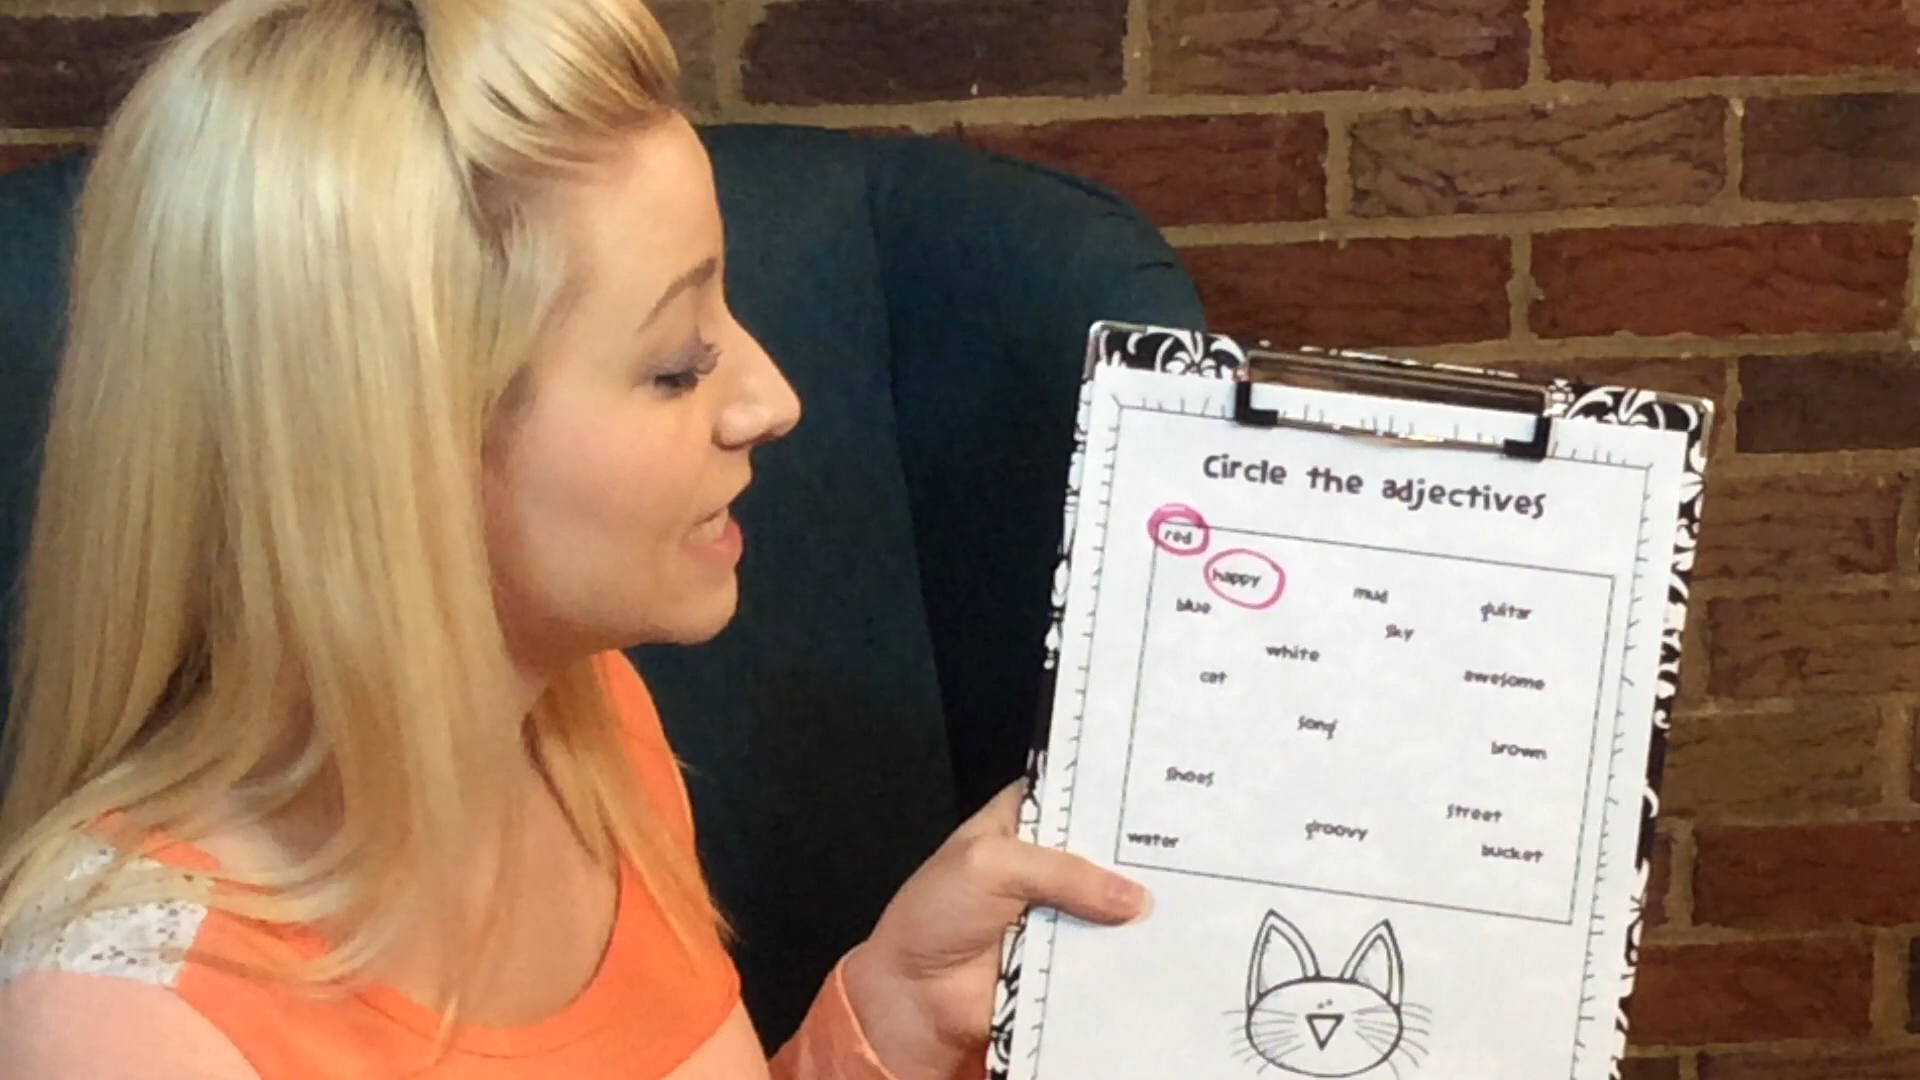 Circle the adjectives
red
happy
mud
guitar
blue
sky
white
cat
awesome
song
brown
shoes
street
water
groovy
bucket